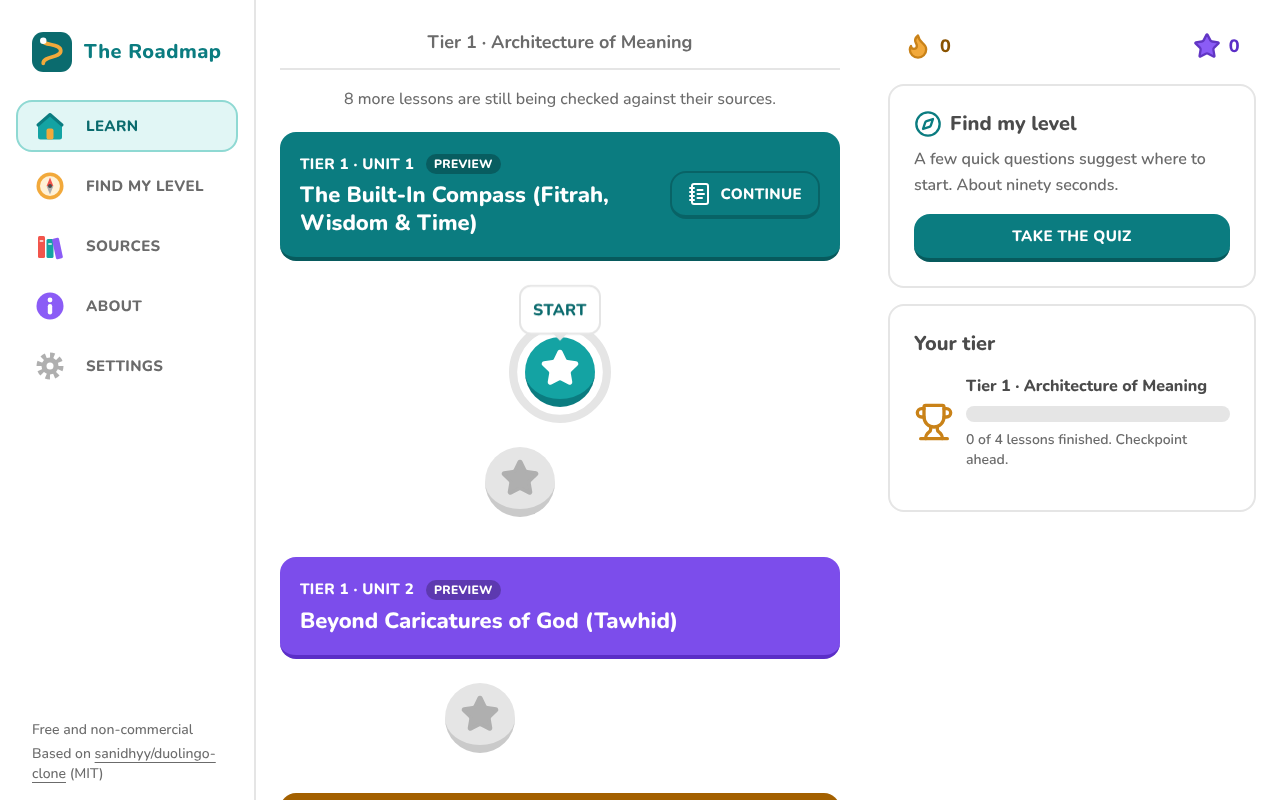 The Roadmap
LEARN
FIND MY LEVEL
SOURCES
ABOUT
SETTINGS
Free and non-commercial
Based on sanidhyy/duolingo-
clone (MIT)
Tier 1 · Architecture of Meaning
8 more lessons are still being checked against their sources.
TIER 1 · UNIT 1 PREVIEW
The Built-In Compass (Fitrah,
Wisdom & Time)
CONTINUE
START
TIER 1 · UNIT 2 PREVIEW
Beyond Caricatures of God (Tawhid)
0
0
Find my level
A few quick questions suggest where to
start. About ninety seconds.
TAKE THE QUIZ
Your tier
Tier 1 · Architecture of Meaning
0 of 4 lessons finished. Checkpoint
ahead.